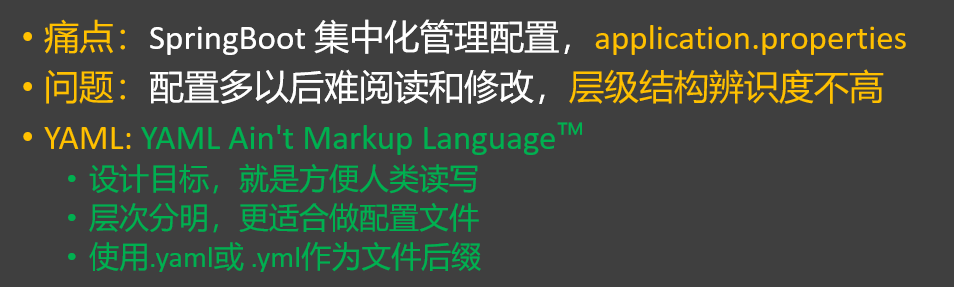 • 痛点：SpringBoot 集中化管理配置，application.properties
• 问题：配置多以后难阅读和修改，层级结构辨识度不高
• YAML: YAML Ain't Markup Language™
• 设计目标，就是方便人类读写
• 层次分明，更适合做配置文件
• 使用.yaml或 .yml作为文件后缀